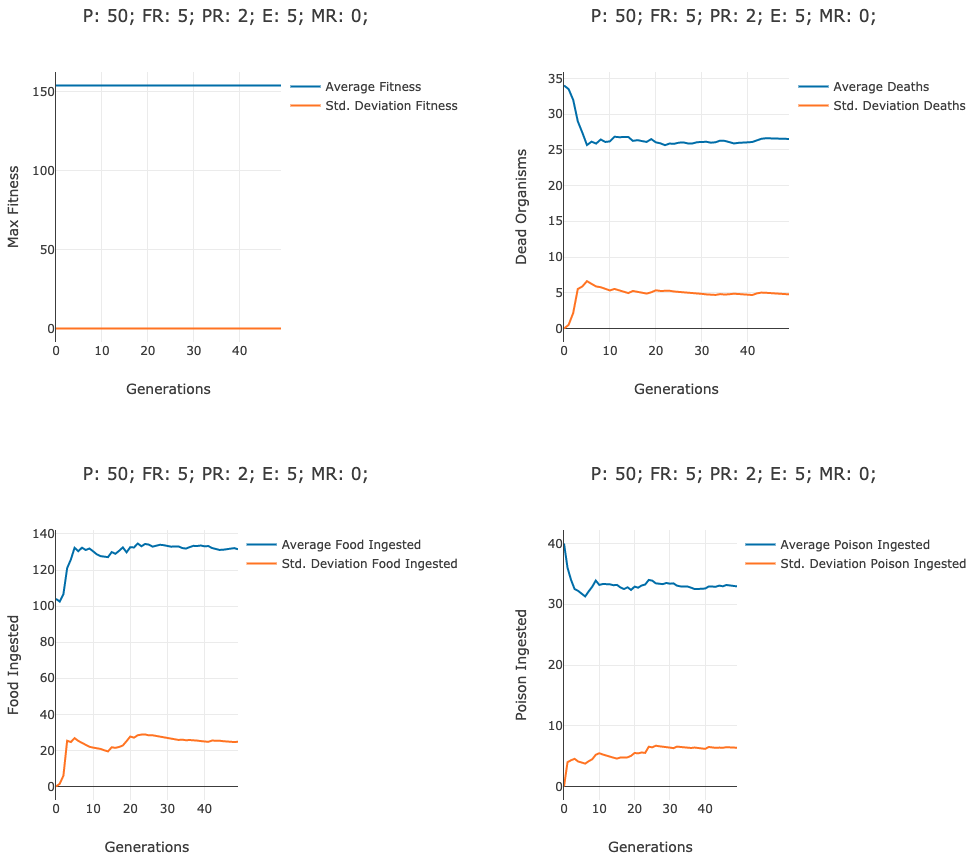 P: 50; FR: 5; PR: 2; E: 5; MR: 0;
Average Fitness
Std. Deviation Fitness
Max Fitness
150
100
50
0
0 10 20 30 40
Generations
P: 50; FR: 5; PR: 2; E: 5; MR: 0;
Average Deaths
Std. Deviation Deaths
Dead Organisms
35
30
25
20
15
10
5
0
0 10 20 30 40
Generations
P: 50; FR: 5; PR: 2; E: 5; MR: 0;
Average Food Ingested
Std. Deviation Food Ingested
Food Ingested
140
120
100
80
60
40
20
0
0 10 20 30 40
Generations
P: 50; FR: 5; PR: 2; E: 5; MR: 0;
Average Poison Ingested
Std. Deviation Poison Ingested
Poison Ingested
40
30
20
10
0
0 10 20 30 40
Generations